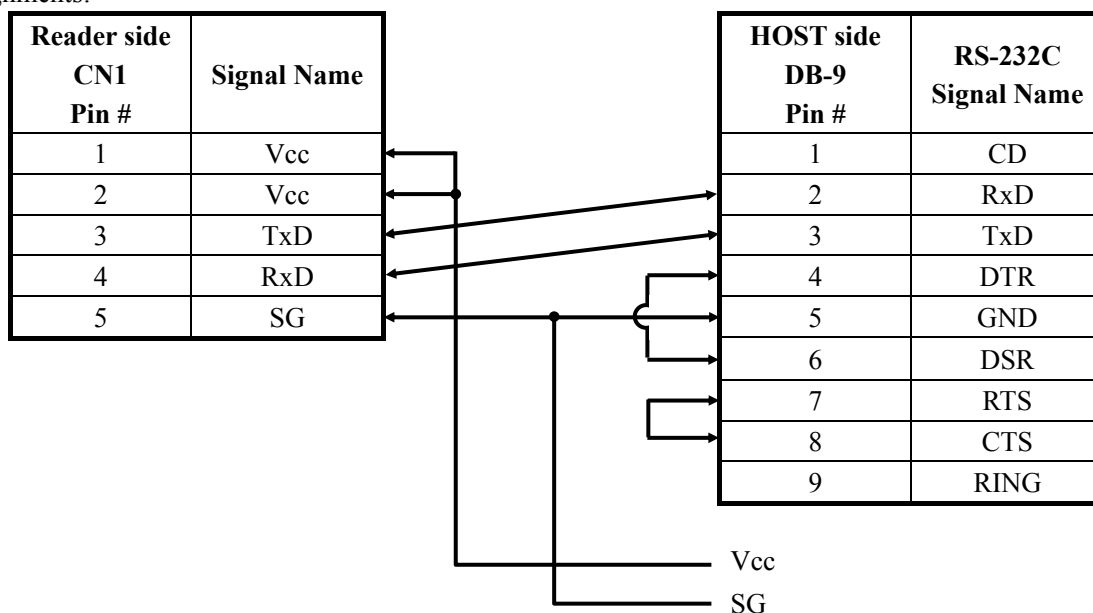 Reader side CN1 Pin # Signal Name
1 Vcc
2 Vcc
3 TxD
4 RxD
5 SG
HOST side DB-9 Pin # RS-232C Signal Name
1 CD
2 RxD
3 TxD
4 DTR
5 GND
6 DSR
7 RTS
8 CTS
9 RING
Vcc
SG